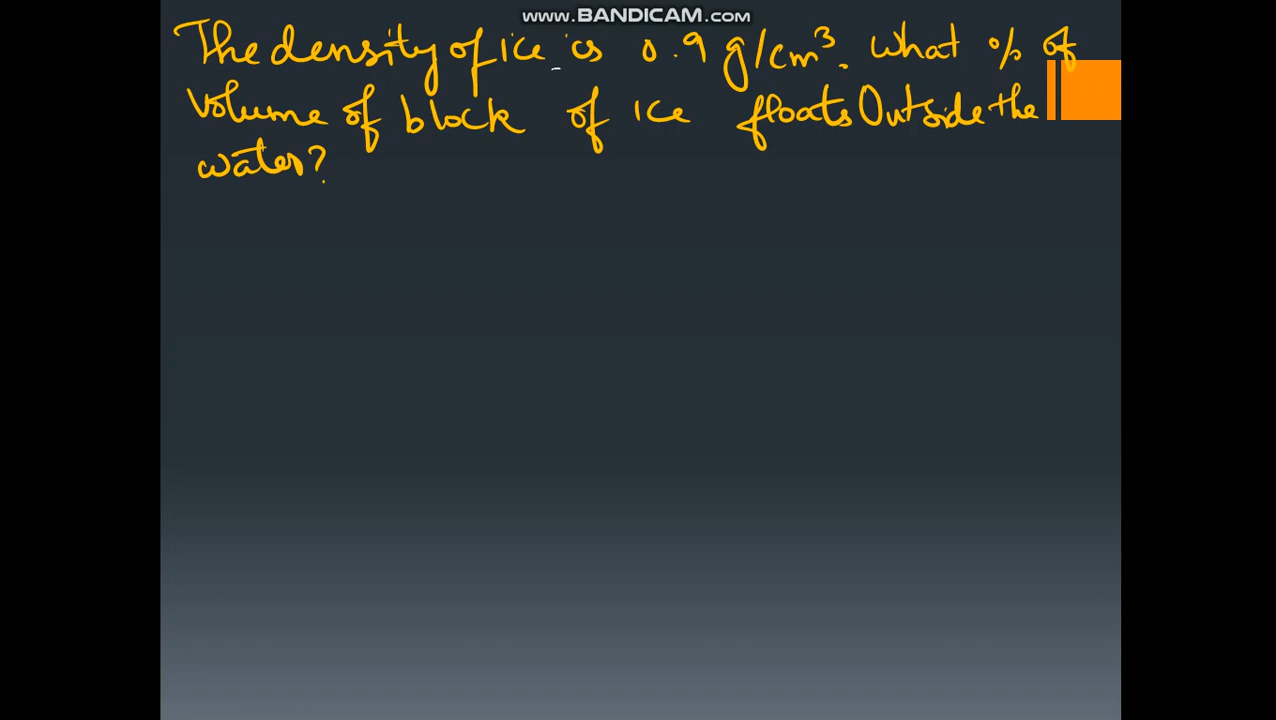 www.BANDICAM.com
The density of ice is 0.9 g/cm³. What % of
volume of block of ice floats Outside the
water?